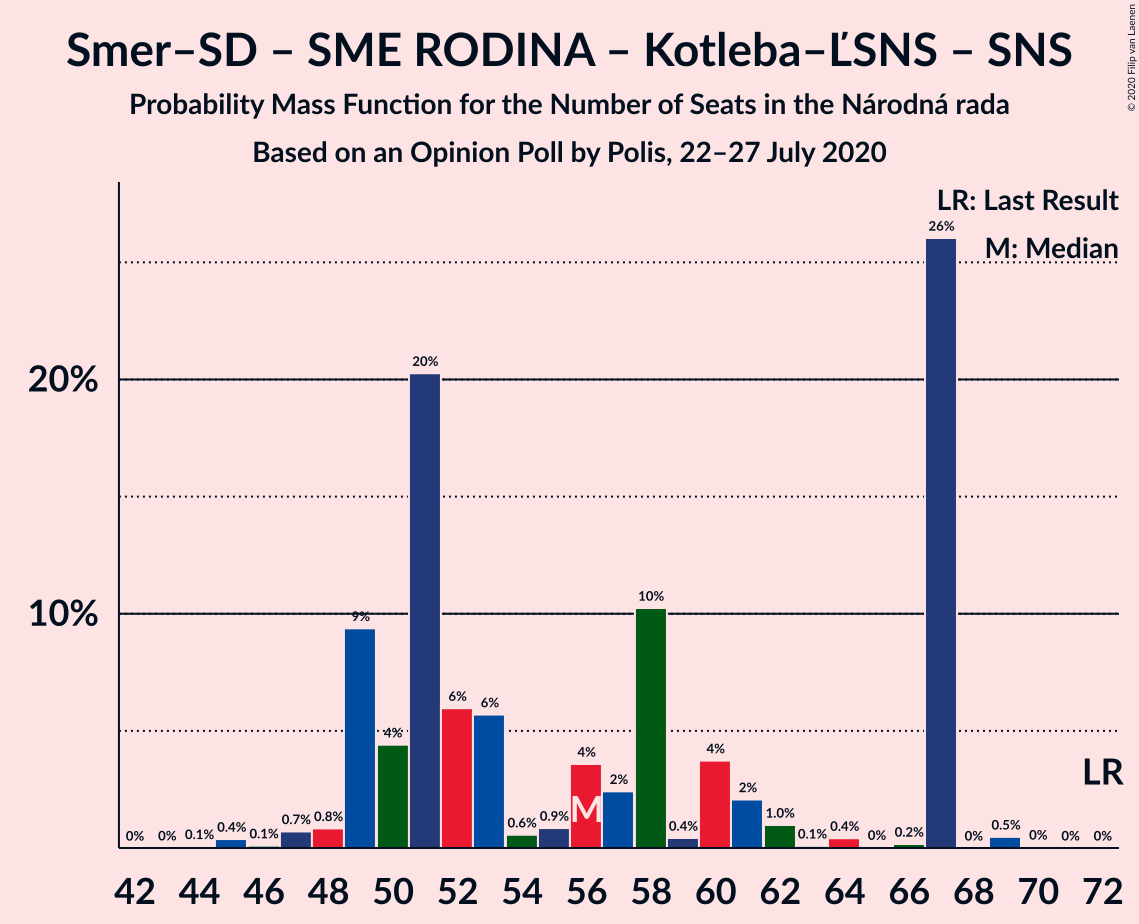 Smer–SD – SME RODINA – Kotleba–ĽSNS – SNS
Probability Mass Function for the Number of Seats in the Národná rada
Based on an Opinion Poll by Polis, 22–27 July 2020
© 2020 Filip van Laenen
LR: Last Result
M: Median
20%
10%
0% 0% 0.1% 0.4% 0.1% 0.7% 0.8% 9% 4% 20% 6% 6% 0.6% 0.9% 4% 2% 10% 0.4% 4% 2% 1.0% 0.1% 0.4% 0% 0.2% 26% 0% 0.5% 0% 0% 0%
M
LR
42 44 46 48 50 52 54 56 58 60 62 64 66 68 70 72